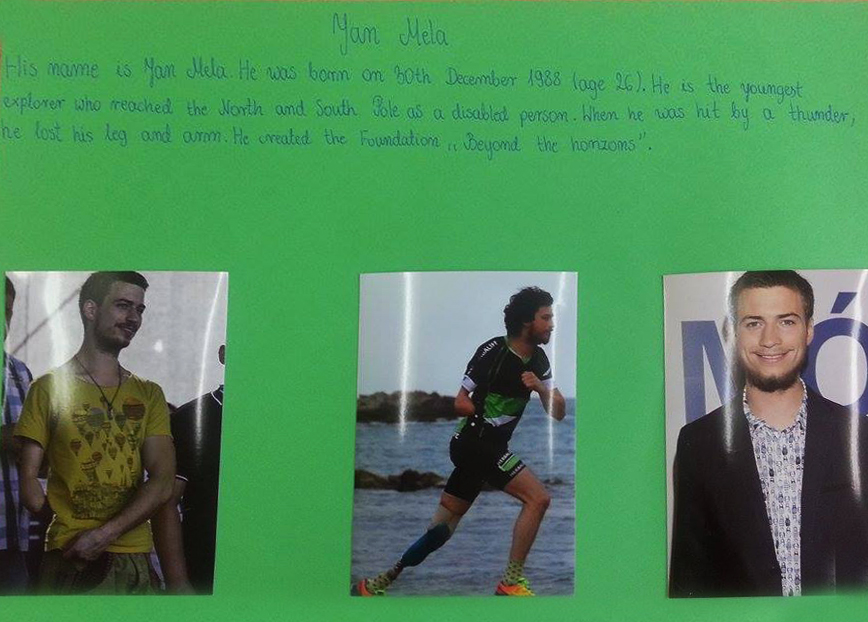 Yan Mela
His name is Yan Mela. He was born on 30th December 1988 (age 26). He is the youngest
explorer who reached the North and South Pole as a disabled person. When he was hit by a thunder,
he lost his leg and arm. He created the Foundation „Beyond the horizons".
MÓ